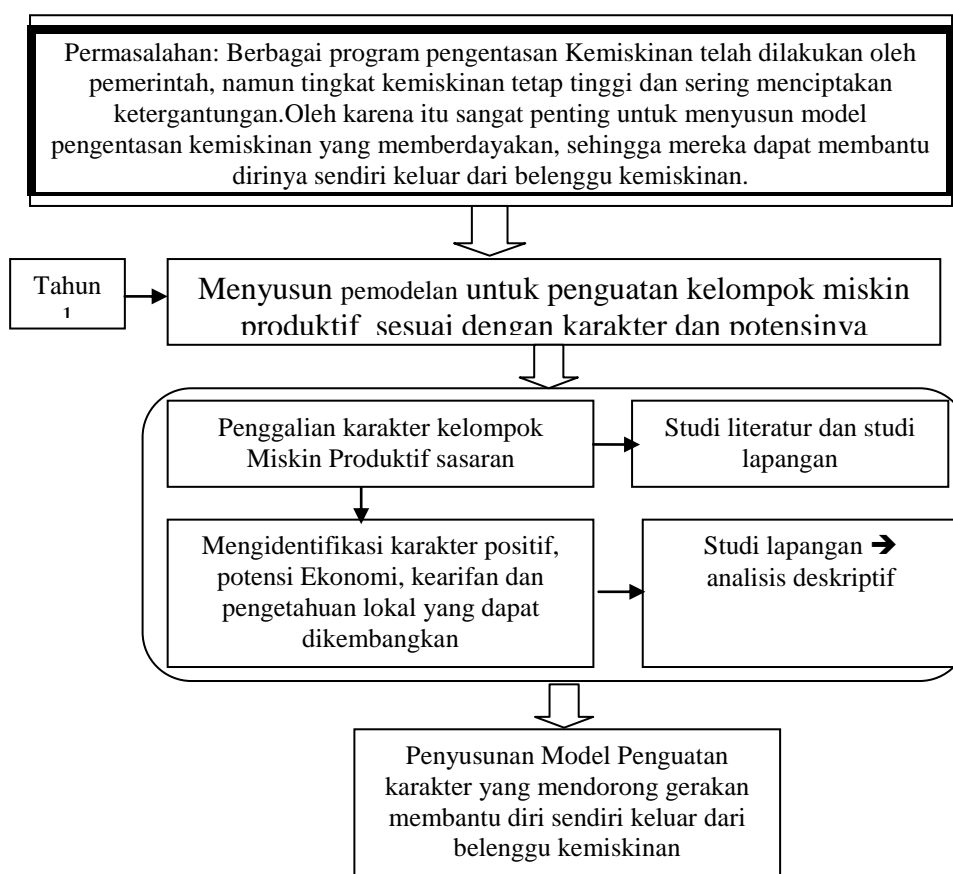 Permasalahan: Berbagai program pengentasan Kemiskinan telah dilakukan oleh
pemerintah, namun tingkat kemiskinan tetap tinggi dan sering menciptakan
ketergantungan.Oleh karena itu sangat penting untuk menyusun model
pengentasan kemiskinan yang memberdayakan, sehingga mereka dapat membantu
dirinya sendiri keluar dari belenggu kemiskinan.
Tahun
1
Menyusun pemodelan untuk penguatan kelompok miskin
produktif sesuai dengan karakter dan potensinya
Penggalian karakter kelompok
Miskin Produktif sasaran
Studi literatur dan studi
lapangan
Mengidentifikasi karakter positif,
potensi Ekonomi, kearifan dan
pengetahuan lokal yang dapat
dikembangkan
Studi lapangan ➔
analisis deskriptif
Penyusunan Model Penguatan
karakter yang mendorong gerakan
membantu diri sendiri keluar dari
belenggu kemiskinan